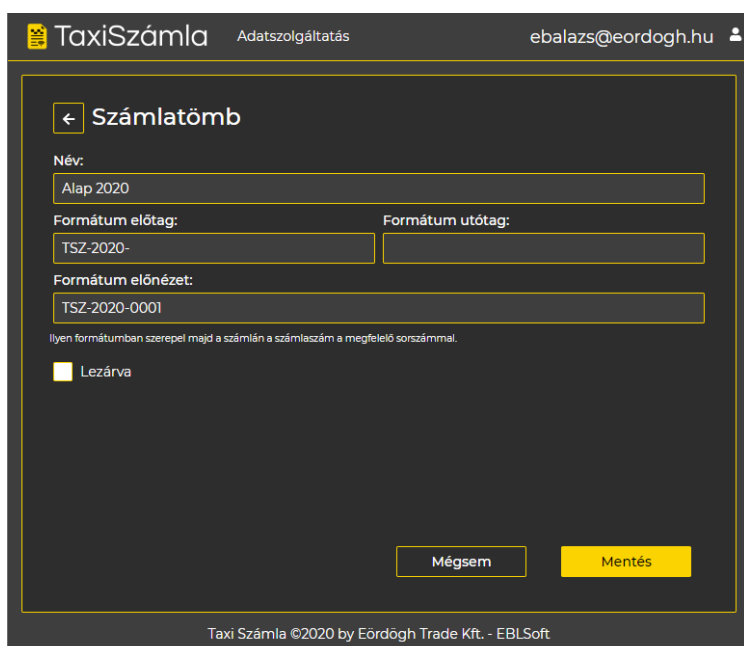 TaxiSzámla Adatszolgáltatás ebalazs@eordogh.hu
Számlatömb
Név:
Alap 2020
Formátum előtag: Formátum utótag:
TSZ-2020-
Formátum előnézet:
TSZ-2020-0001
Ilyen formátumban szerepel majd a számlán a számlaszám a megfelelő sorszámmal.
Lezárva
Mégsem Mentés
Taxi Számla ©2020 by Eördögh Trade Kft. - EBLSoft